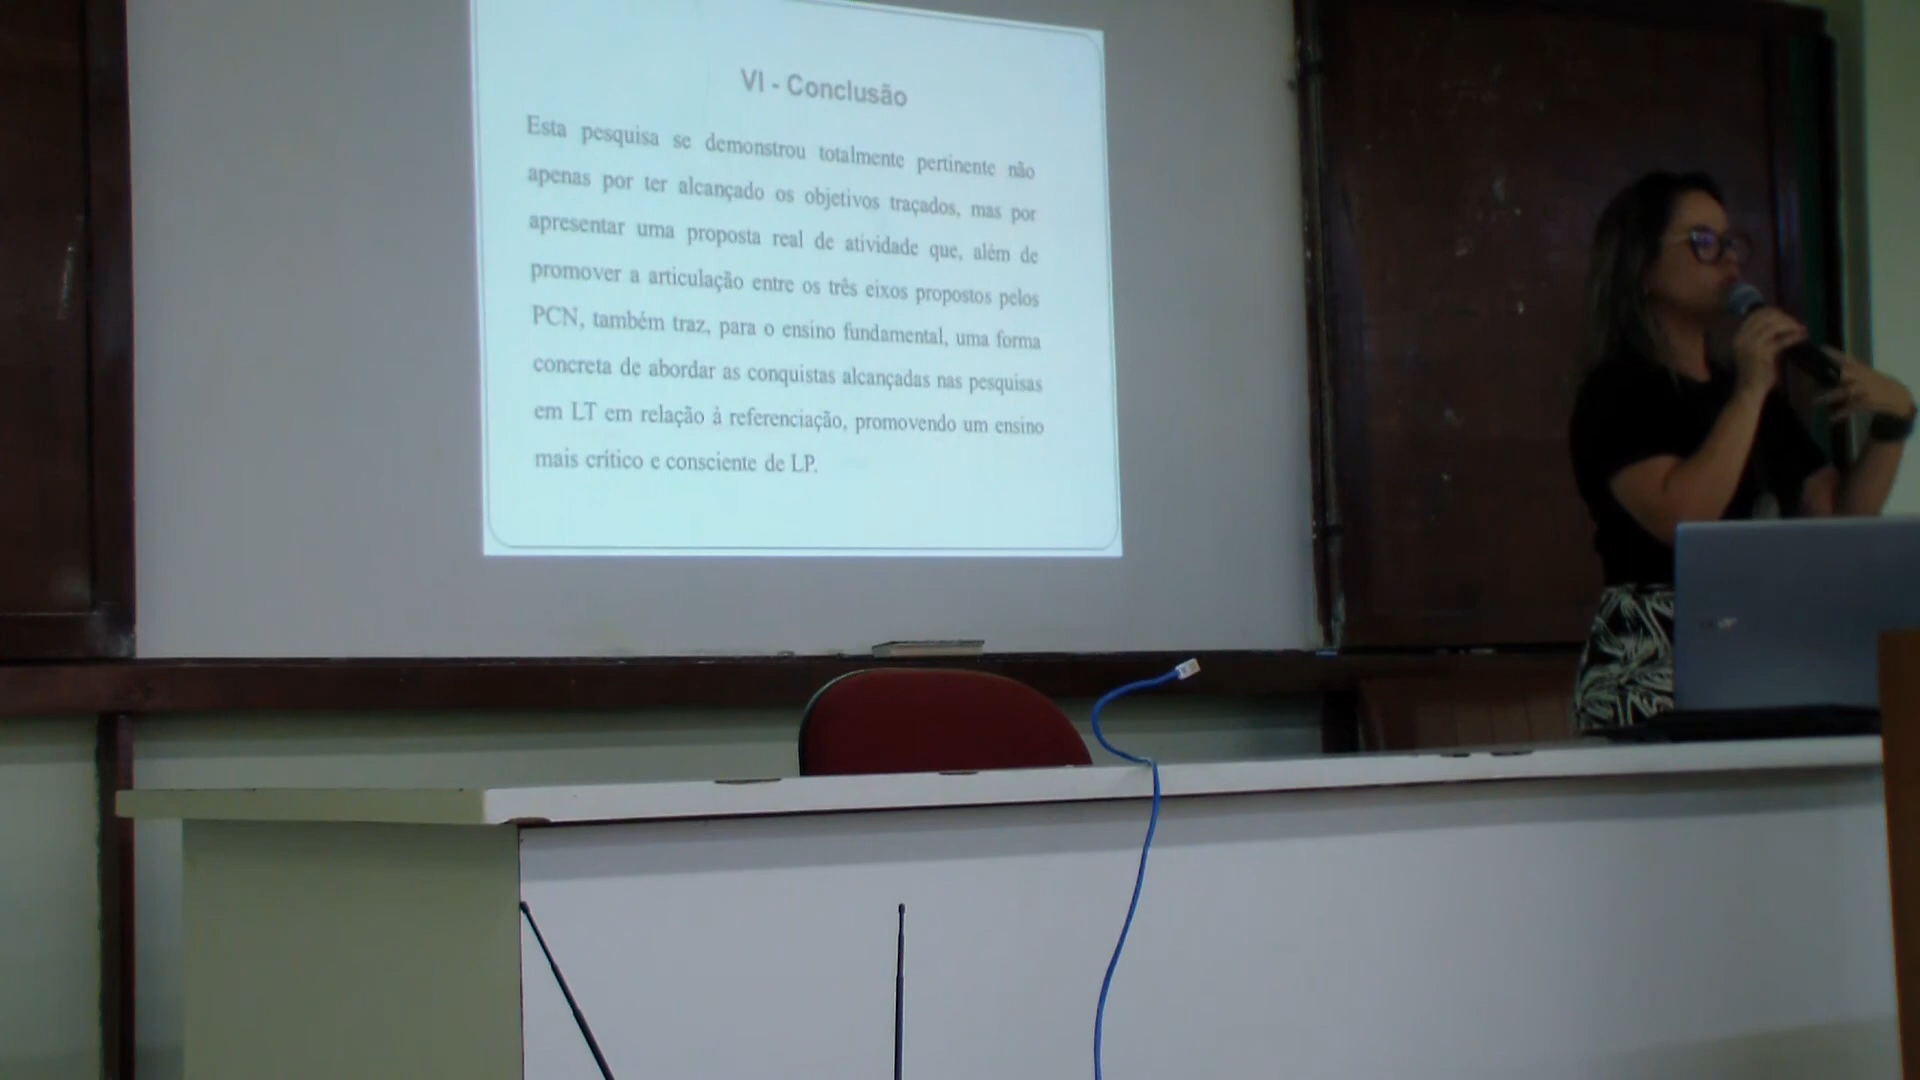 VI - Conclusão
Esta pesquisa se demonstrou totalmente pertinente não
apenas por ter alcançado os objetivos traçados, mas por
apresentar uma proposta real de atividade que, além de
promover a articulação entre os três eixos propostos pelos
PCN, também traz, para o ensino fundamental, uma forma
concreta de abordar as conquistas alcançadas nas pesquisas
em LT em relação à referenciação, promovendo um ensino
mais crítico e consciente de LP.